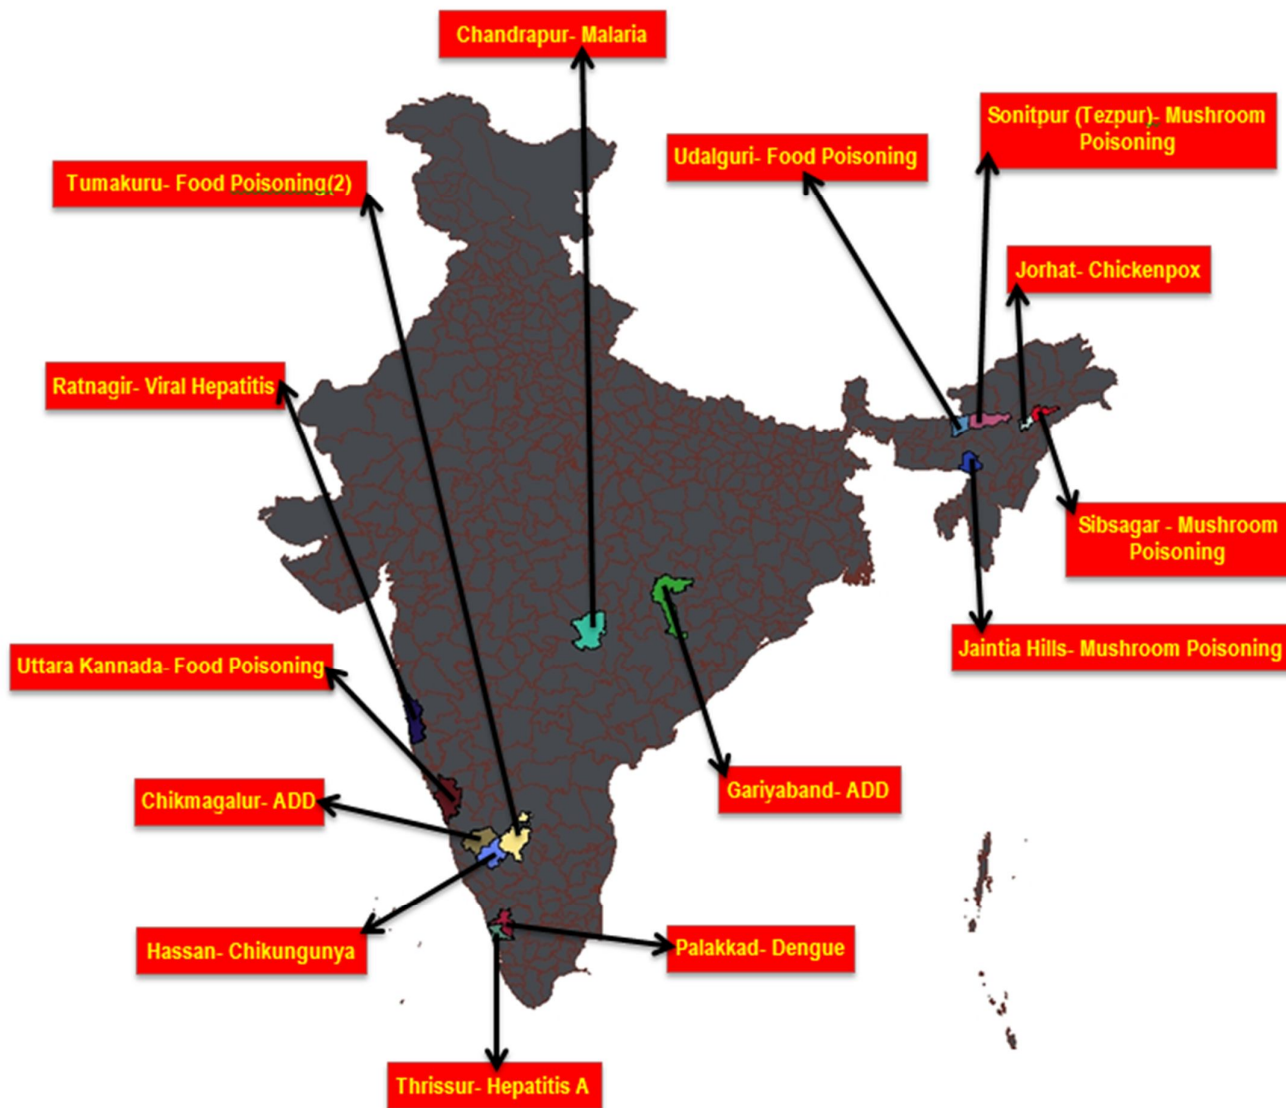 Chandrapur- Malaria
Sonitpur (Tezpur)- Mushroom
Poisoning
Udalguri- Food Poisoning
Tumakuru- Food Poisoning(2)
Jorhat- Chickenpox
Ratnagir- Viral Hepatitis
Sibsagar - Mushroom
Poisoning
Jaintia Hills- Mushroom Poisoning
Uttara Kannada- Food Poisoning
Gariyaband- ADD
Chikmagalur- ADD
Hassan- Chikungunya
Palakkad- Dengue
Thrissur- Hepatitis A